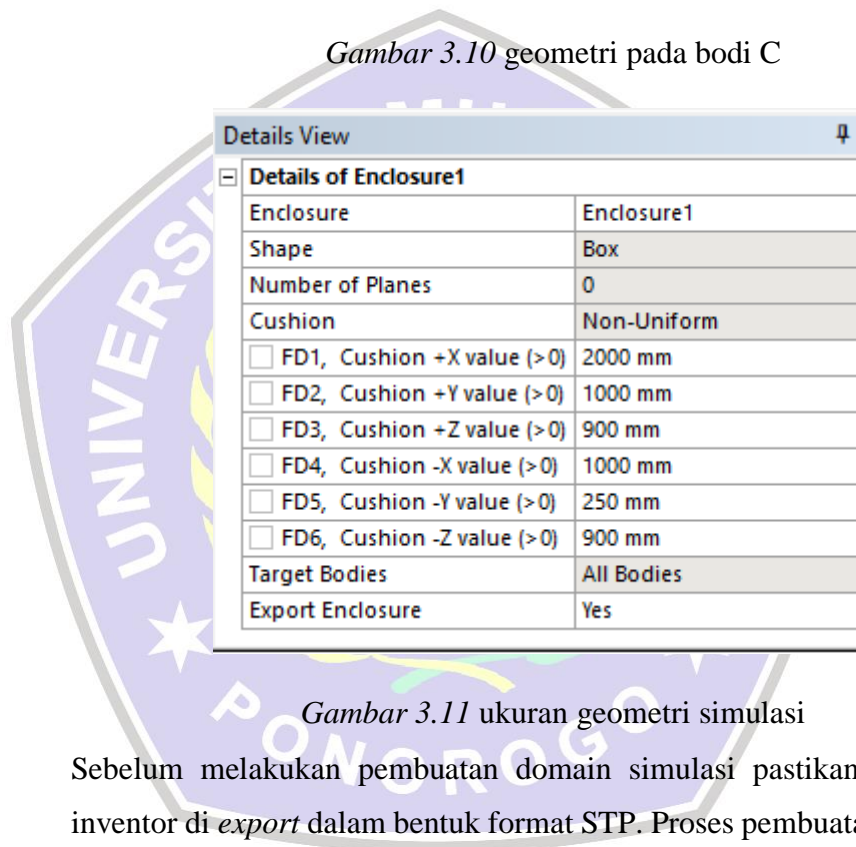 Gambar 3.10 geometri pada bodi C
Details View
Details of Enclosure1
Enclosure Enclosure1
Shape Box
Number of Planes 0
Cushion Non-Uniform
FD1, Cushion +X value (>0) 2000 mm
FD2, Cushion +Y value (>0) 1000 mm
FD3, Cushion +Z value (>0) 900 mm
FD4, Cushion -X value (>0) 1000 mm
FD5, Cushion -Y value (>0) 250 mm
FD6, Cushion -Z value (>0) 900 mm
Target Bodies All Bodies
Export Enclosure Yes
Gambar 3.11 ukuran geometri simulasi
PONOROGO
Sebelum melakukan pembuatan domain simulasi pastikan
inventor di export dalam bentuk format STP. Proses